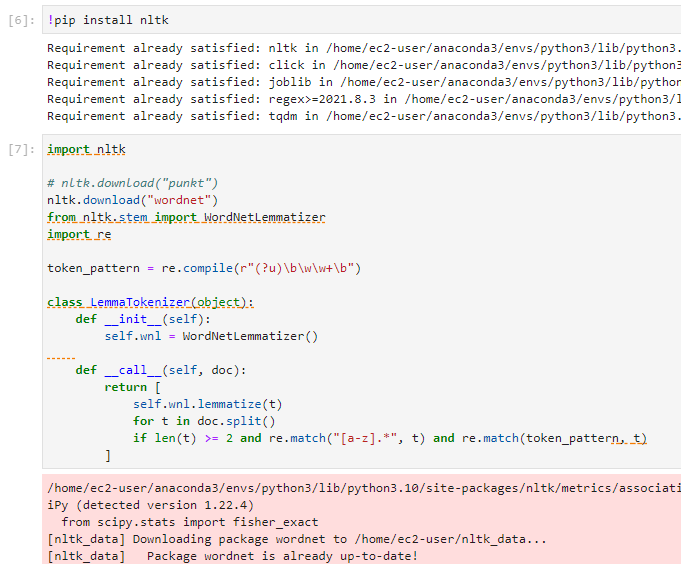 [6]: !pip install nltk
Requirement already satisfied: nltk in /home/ec2-user/anaconda3/envs/python3/lib/python3.
Requirement already satisfied: click in /home/ec2-user/anaconda3/envs/python3/lib/python3
Requirement already satisfied: joblib in /home/ec2-user/anaconda3/envs/python3/lib/python
Requirement already satisfied: regex>=2021.8.3 in /home/ec2-user/anaconda3/envs/python3/l
Requirement already satisfied: tqdm in /home/ec2-user/anaconda3/envs/python3/lib/python3.
[7]: import nltk
# nltk.download("punkt")
nltk.download("wordnet")
from nltk.stem import WordNetLemmatizer
import re
token_pattern = re.compile(r"(?u)\b\w\w+\b")
class LemmaTokenizer(object):
    def __init__(self):
        self.wnl = WordNetLemmatizer()
    def __call__(self, doc):
        return [
            self.wnl.lemmatize(t)
            for t in doc.split()
            if len(t) >= 2 and re.match("[a-z].*", t) and re.match(token_pattern, t)
        ]
/home/ec2-user/anaconda3/envs/python3/lib/python3.10/site-packages/nltk/metrics/associati
iPy (detected version 1.22.4)
  from scipy.stats import fisher_exact
[nltk_data] Downloading package wordnet to /home/ec2-user/nltk_data...
[nltk_data]   Package wordnet is already up-to-date!